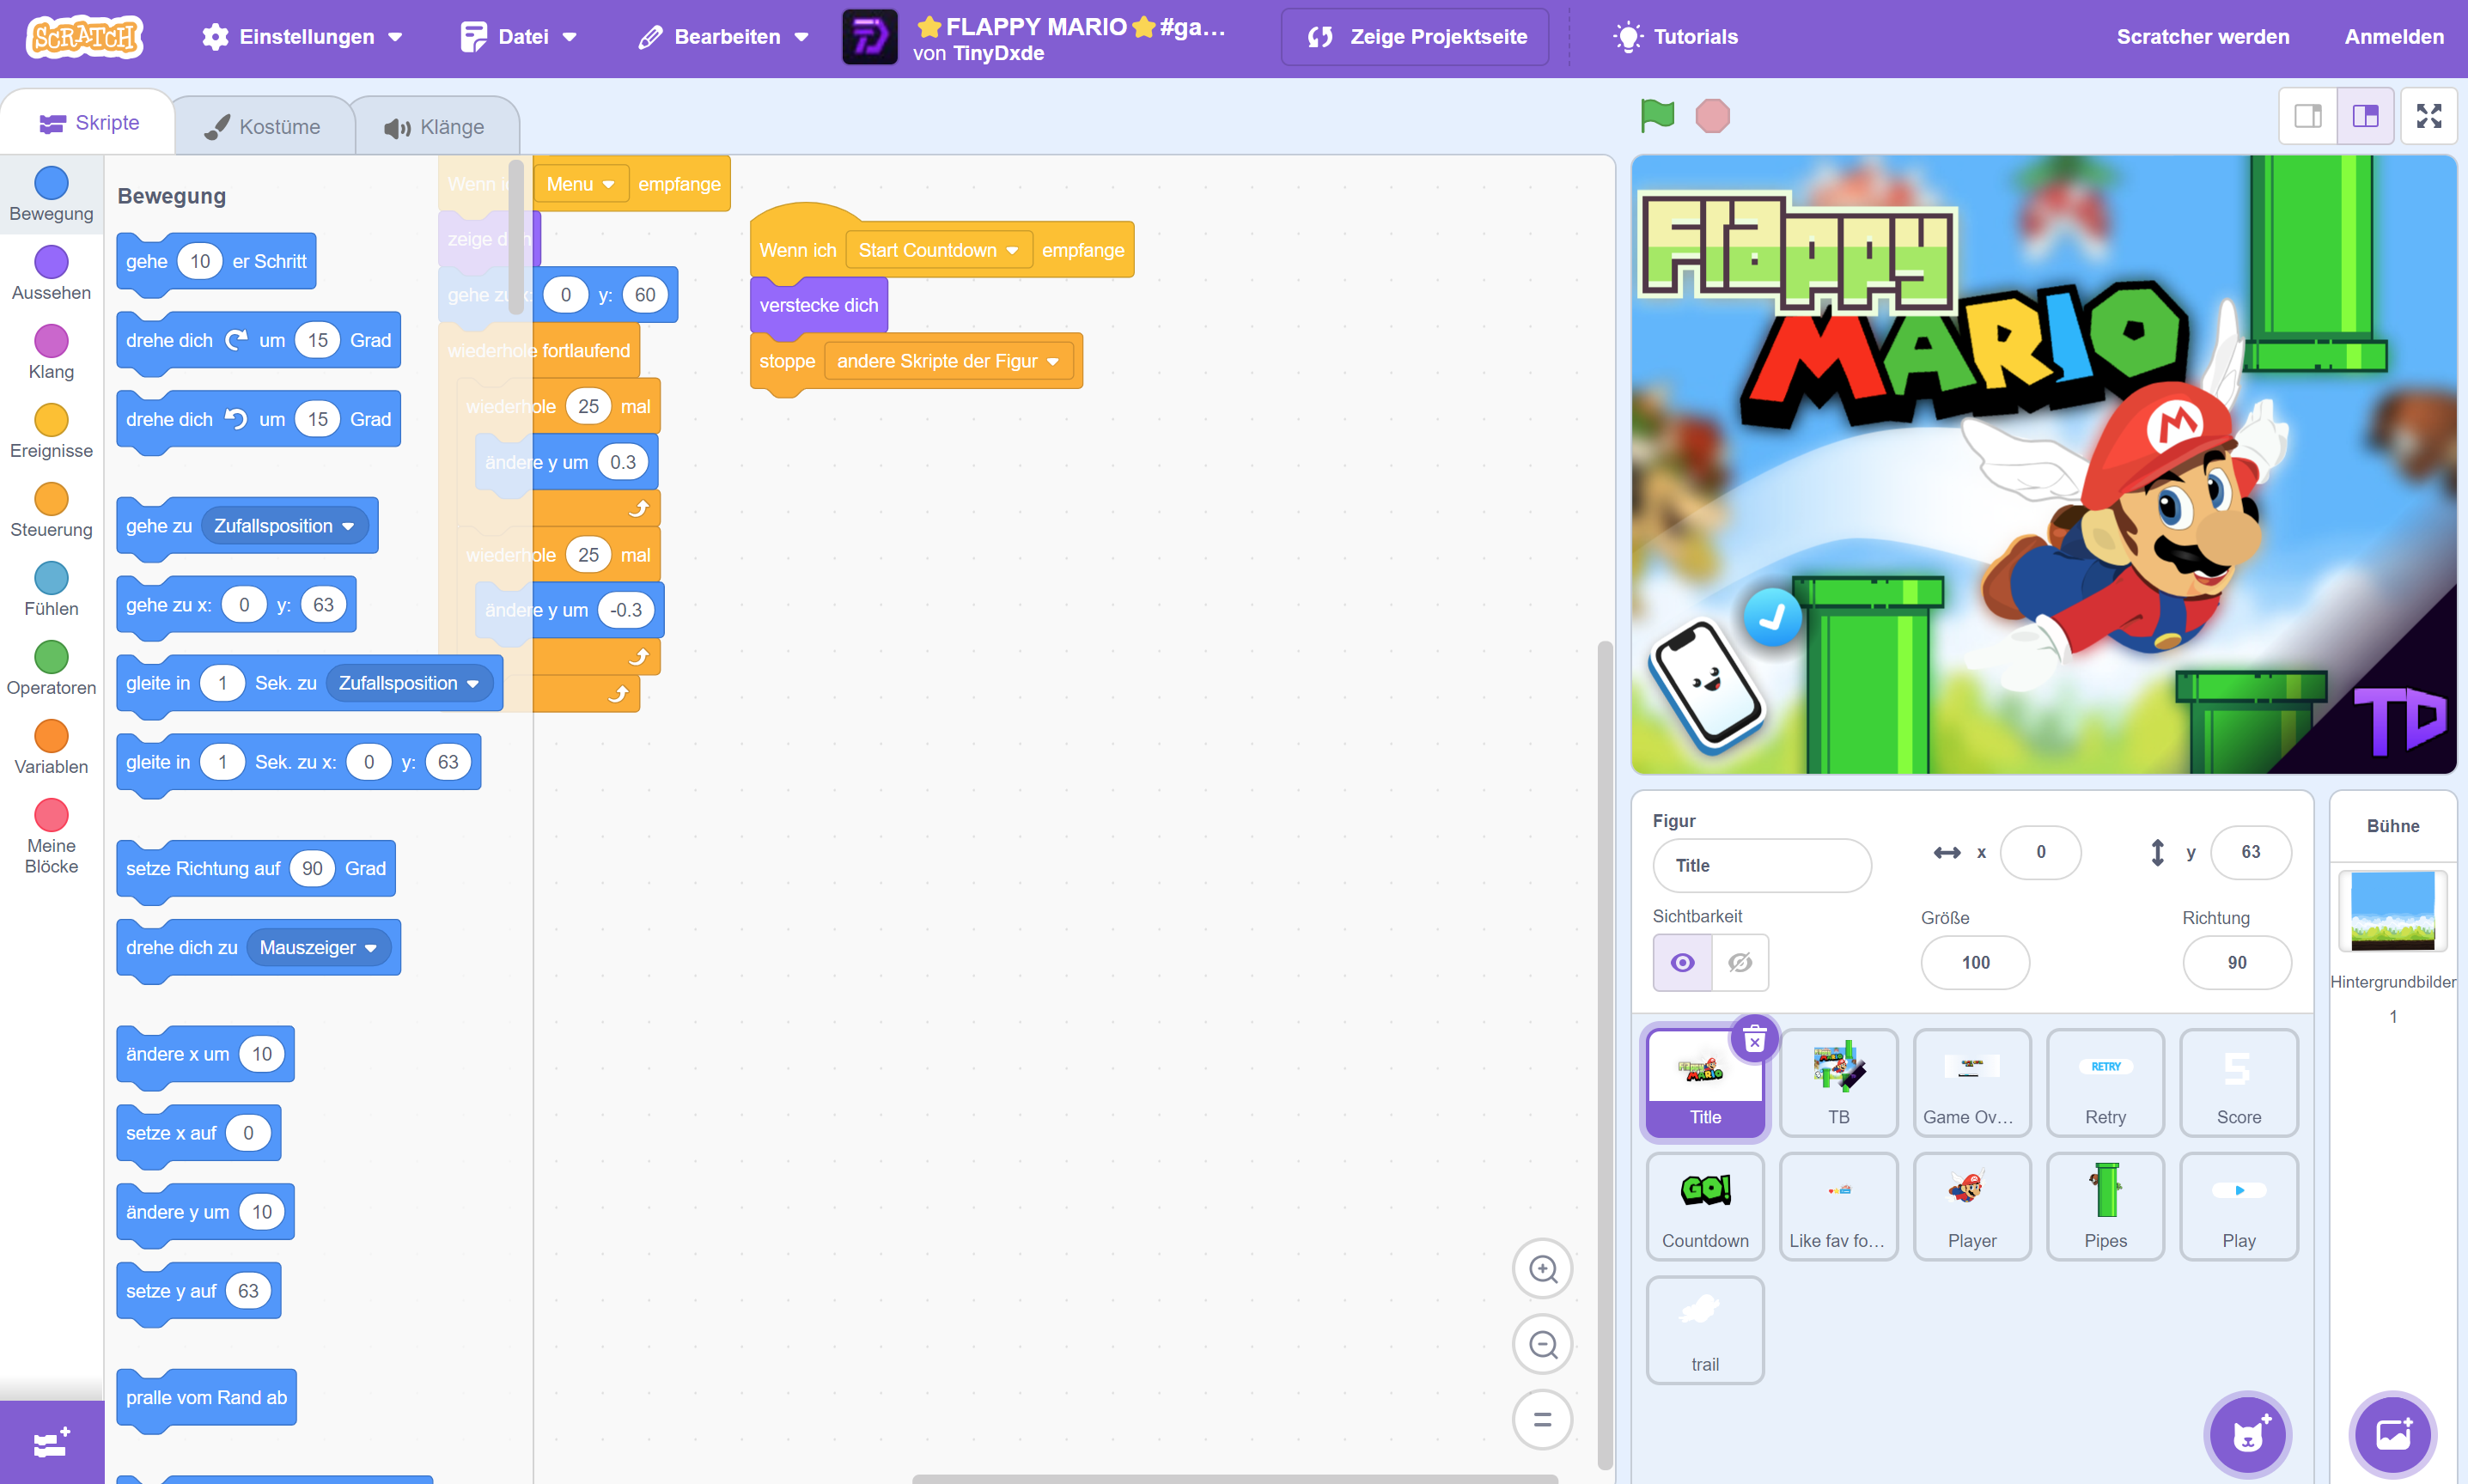 SCRATCH
Einstellungen
Datei
Bearbeiten
⭐FLAPPY MARIO⭐#ga...
von TinyDxde
Zeige Projektseite
Tutorials
Scratcher werden
Anmelden
Skripte
Kostüme
Klänge
Bewegung
Aussehen
Klang
Ereignisse
Steuerung
Fühlen
Operatoren
Variablen
Meine
Blöcke
Bewegung
gehe 10 er Schritt
drehe dich um 15 Grad
drehe dich um 15 Grad
gehe zu Zufallsposition
gehe zu x: 0 y: 63
gleite in 1 Sek. zu Zufallsposition
gleite in 1 Sek. zu x: 0 y: 63
setze Richtung auf 90 Grad
drehe dich zu Mauszeiger
ändere x um 10
setze x auf 0
ändere y um 10
setze y auf 63
pralle vom Rand ab
Wenn i Menu empfange
zeige d h
gehe zu x: 0 y: 60
wiederhole fortlaufend
wiederhole 25 mal
ändere y um 0.3
wiederhole 25 mal
ändere y um -0.3
Wenn ich Start Countdown empfange
verstecke dich
stoppe andere Skripte der Figur
Flappy
MARIO
M
TD
Figur
Title
x 0
y 63
Sichtbarkeit
Größe
100
Richtung
90
Title
TB
Game Ov...
RETRY
Retry
5
Score
GO!
Countdown
Like fav fo...
Player
Pipes
Play
trail
Bühne
Hintergrundbilder
1